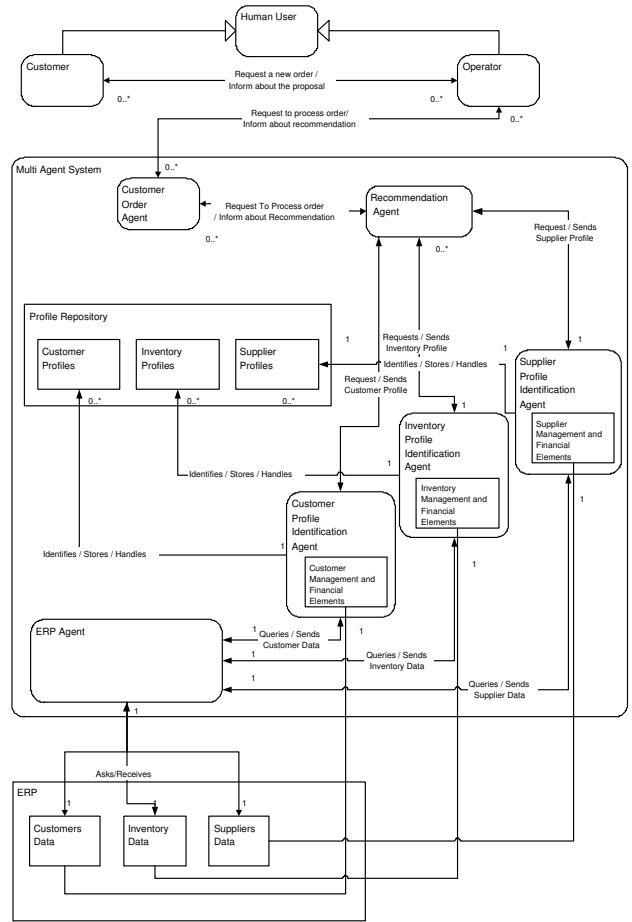 Human User
Customer
Operator
Request a new order /
Inform about the proposal
0..*
0..*
Request to process order/
Inform about recommendation
0..*
0..*
Multi Agent System
Customer
Order
Agent
Request To Process order
/ Inform about Recommendation
0..*
Recommendation
Agent
0..*
Request / Sends
Supplier Profile
Profile Repository
Customer
Profiles
Inventory
Profiles
Supplier
Profiles
0..*
0..*
0..*
1
Requests / Sends
Inventory Profile
Identifies / Stores / Handles
Request / Sends
Customer Profile
1
1
Supplier
Profile
Identification
Agent
Supplier
Management and
Financial
Elements
1
Inventory
Profile
Identification
Agent
Inventory
Management and
Financial
Elements
1
Identifies / Stores / Handles
1
Customer
Profile
Identification
Agent
Customer
Management and
Financial
Elements
Identifies / Stores / Handles
1
1
1
ERP Agent
1
Queries / Sends
Customer Data
1
Queries / Sends
Inventory Data
1
Queries / Sends
Supplier Data
1
Asks/Receives
ERP
1
1
1
Customers
Data
Inventory
Data
Suppliers
Data